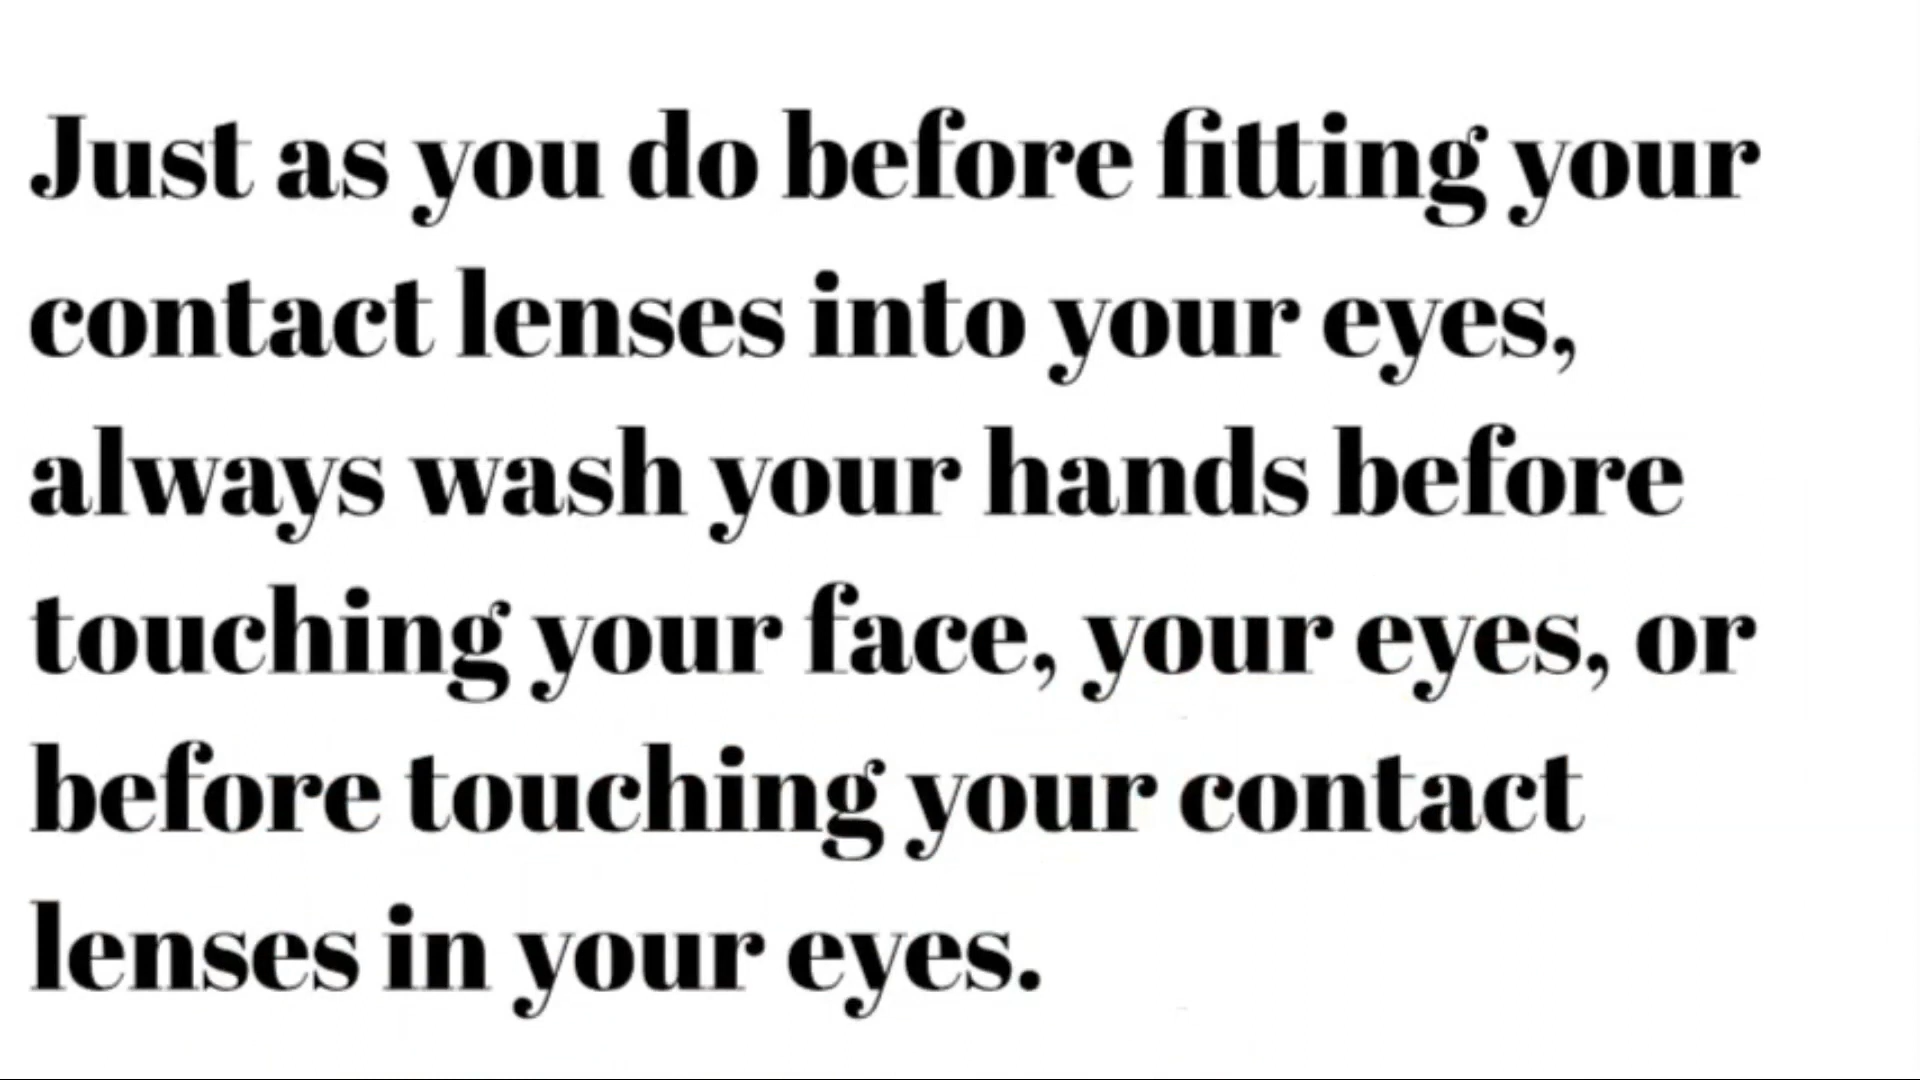 Just as you do before fitting your
contact lenses into your eyes,
always wash your hands before
touching your face, your eyes, or
before touching your contact
lenses in your eyes.